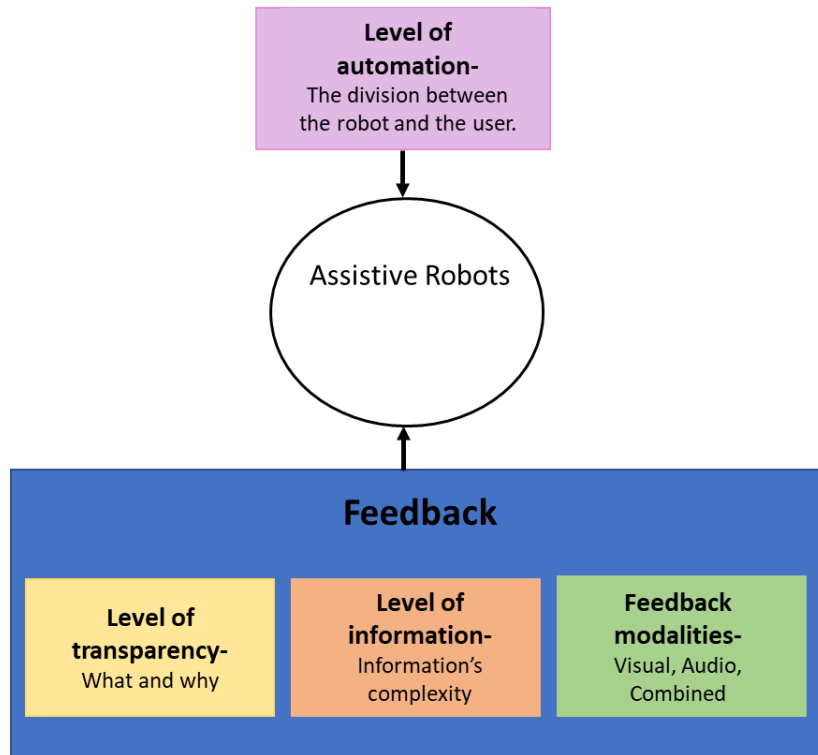 Level of
automation-
The division between
the robot and the user.
Assistive Robots
Feedback
Level of
transparency-
What and why
Level of
information-
Information’s
complexity
Feedback
modalities-
Visual, Audio,
Combined